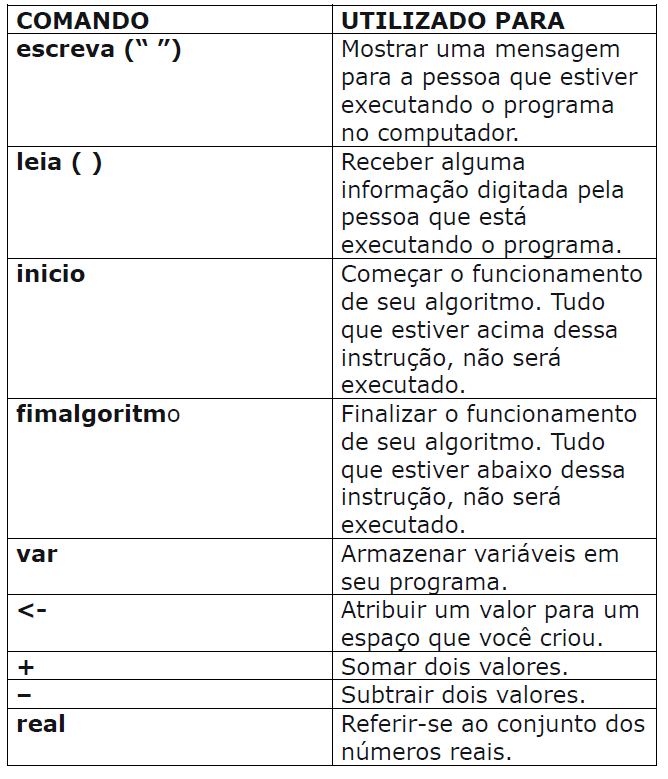 COMANDO UTILIZADO PARA
escreva (“ ”) Mostrar uma mensagem
para a pessoa que estiver
executando o programa
no computador.
leia ( ) Receber alguma
informação digitada pela
pessoa que está
executando o programa.
inicio Começar o funcionamento
de seu algoritmo. Tudo
que estiver acima dessa
instrução, não será
executado.
fimalgoritmo Finalizar o funcionamento
de seu algoritmo. Tudo
que estiver abaixo dessa
instrução, não será
executado.
var Armazenar variáveis em
seu programa.
<- Atribuir um valor para um
espaço que você criou.
+ Somar dois valores.
– Subtrair dois valores.
real Referir-se ao conjunto dos
números reais.